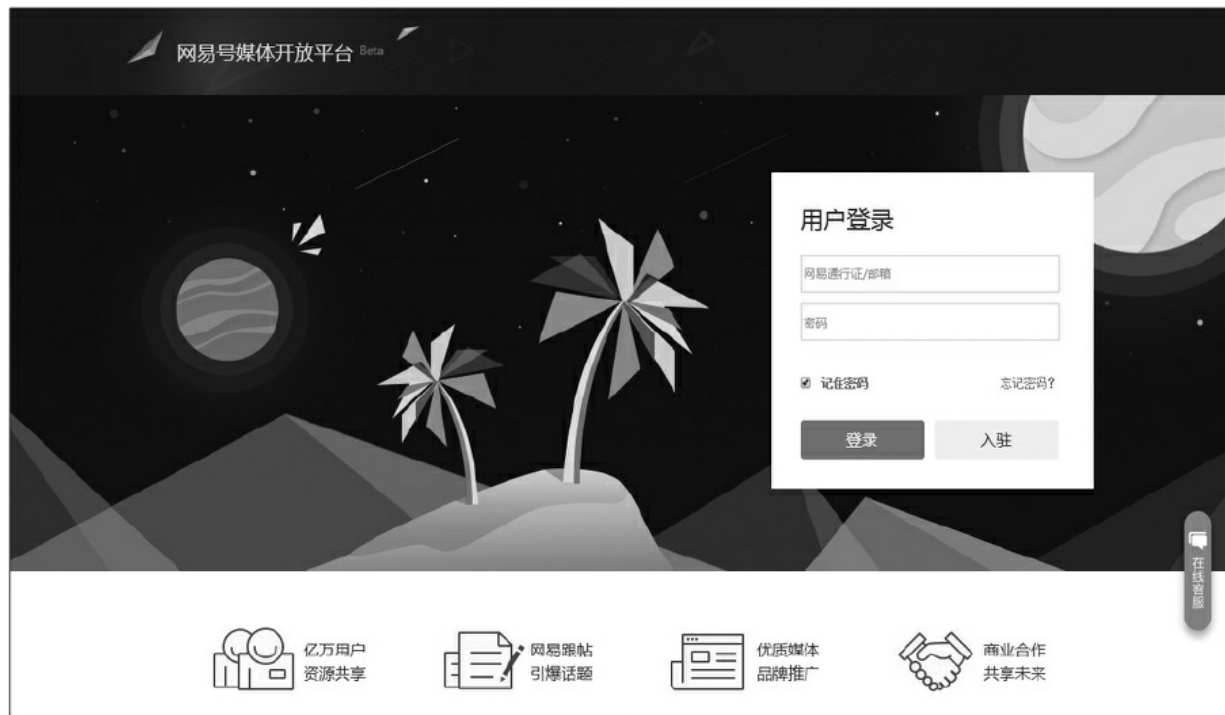 网易号媒体开放平台 Beta
用户登录
网易通行证/邮箱
密码
记住密码
忘记密码?
登录
入驻
在线客服
亿万用户
资源共享
网易跟帖
引爆话题
优质媒体
品牌推广
商业合作
共享未来